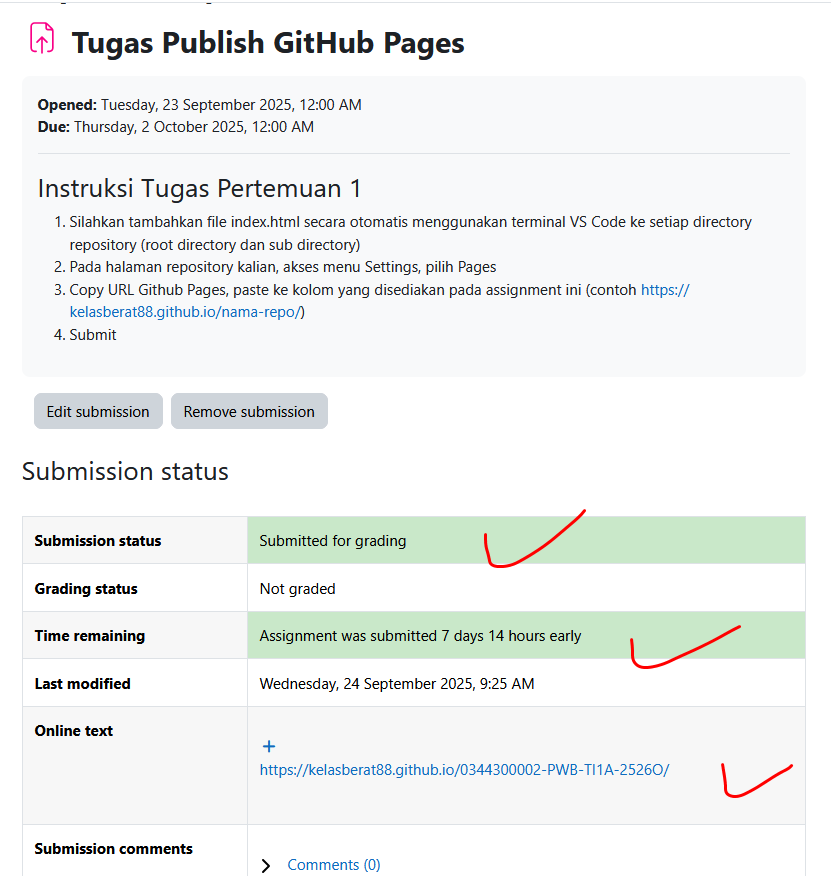 Tugas Publish GitHub Pages
Opened: Tuesday, 23 September 2025, 12:00 AM
Due: Thursday, 2 October 2025, 12:00 AM
Instruksi Tugas Pertemuan 1
1. Silahkan tambahkan file index.html secara otomatis menggunakan terminal VS Code ke setiap directory
repository (root directory dan sub directory)
2. Pada halaman repository kalian, akses menu Settings, pilih Pages
3. Copy URL Github Pages, paste ke kolom yang disediakan pada assignment ini (contoh https://
kelasberat88.github.io/nama-repo/)
4. Submit
Edit submission Remove submission
Submission status
Submission status Submitted for grading
Grading status Not graded
Time remaining Assignment was submitted 7 days 14 hours early
Last modified Wednesday, 24 September 2025, 9:25 AM
Online text
https://kelasberat88.github.io/0344300002-PWB-TI1A-2526O/
Submission comments
Comments (0)